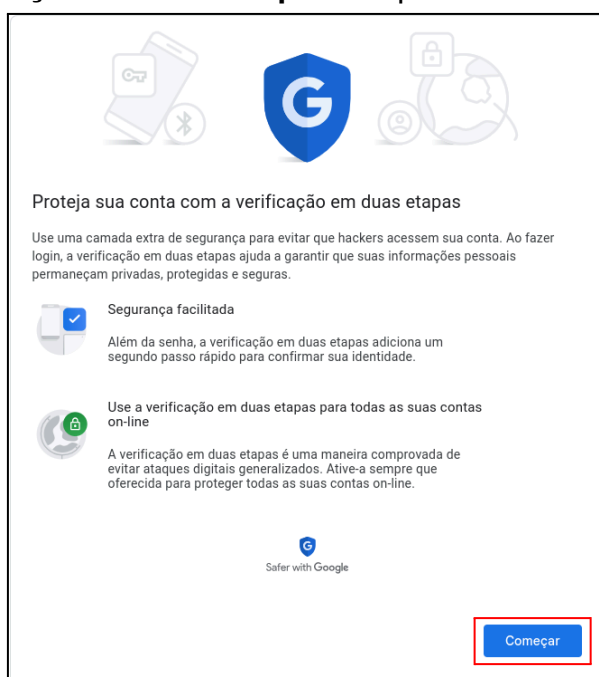 G
Proteja sua conta com a verificação em duas etapas
Use uma camada extra de segurança para evitar que hackers acessem sua conta. Ao fazer
login, a verificação em duas etapas ajuda a garantir que suas informações pessoais
permaneçam privadas, protegidas e seguras.
Segurança facilitada
Além da senha, a verificação em duas etapas adiciona um
segundo passo rápido para confirmar sua identidade.
Use a verificação em duas etapas para todas as suas contas
on-line
A verificação em duas etapas é uma maneira comprovada de
evitar ataques digitais generalizados. Ative-a sempre que
oferecida para proteger todas as suas contas on-line.
G
Safer with Google
Começar